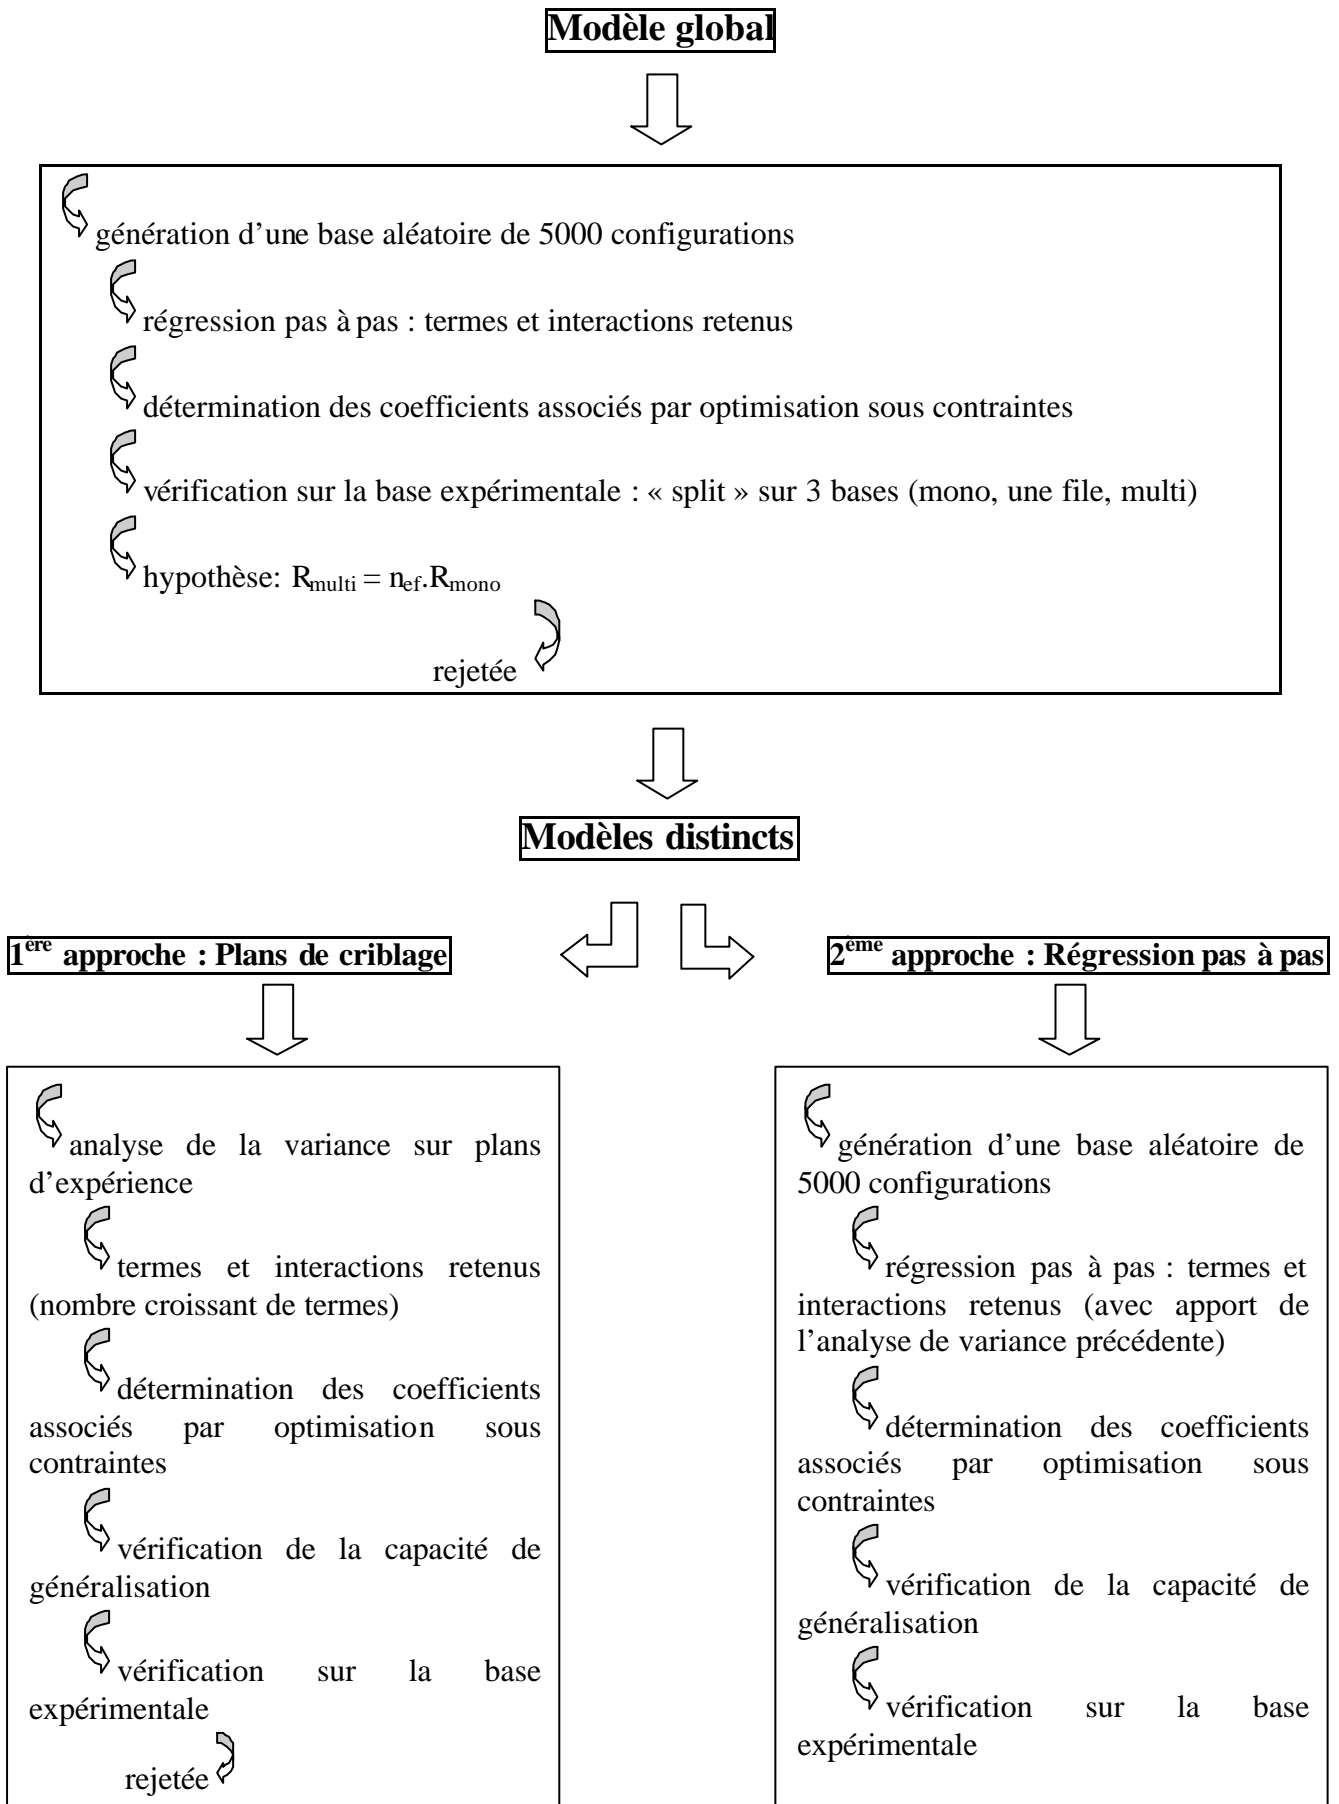 Modèle global
génération d’une base aléatoire de 5000 configurations
régression pas à pas : termes et interactions retenus
détermination des coefficients associés par optimisation sous contraintes
vérification sur la base expérimentale : « split » sur 3 bases (mono, une file, multi)
hypothèse: Rmulti = nef.Rmono
rejetée
Modèles distincts
1ère approche : Plans de criblage
analyse de la variance sur plans
d’expérience
termes et interactions retenus
(nombre croissant de termes)
détermination des coefficients
associés par optimisation sous
contraintes
vérification de la capacité de
généralisation
vérification sur la base
expérimentale
rejetée
2ème approche : Régression pas à pas
génération d’une base aléatoire de
5000 configurations
régression pas à pas : termes et
interactions retenus (avec apport de
l’analyse de variance précédente)
détermination des coefficients
associés par optimisation sous
contraintes
vérification de la capacité de
généralisation
vérification sur la base
expérimentale